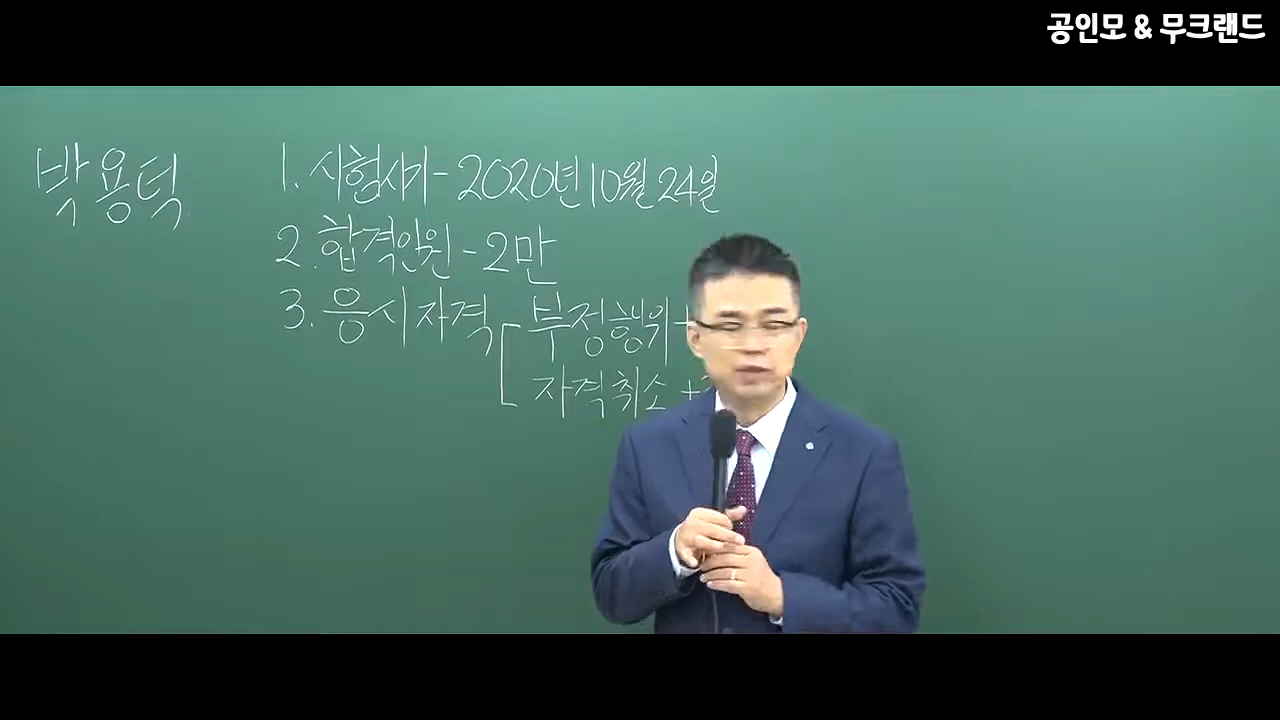 공인모 & 무크랜드
박용덕
1. 시험시기 - 2020년 10월 24일
2. 합격인원 - 2만
3. 응시자격
부정행위 +
자격취소 +